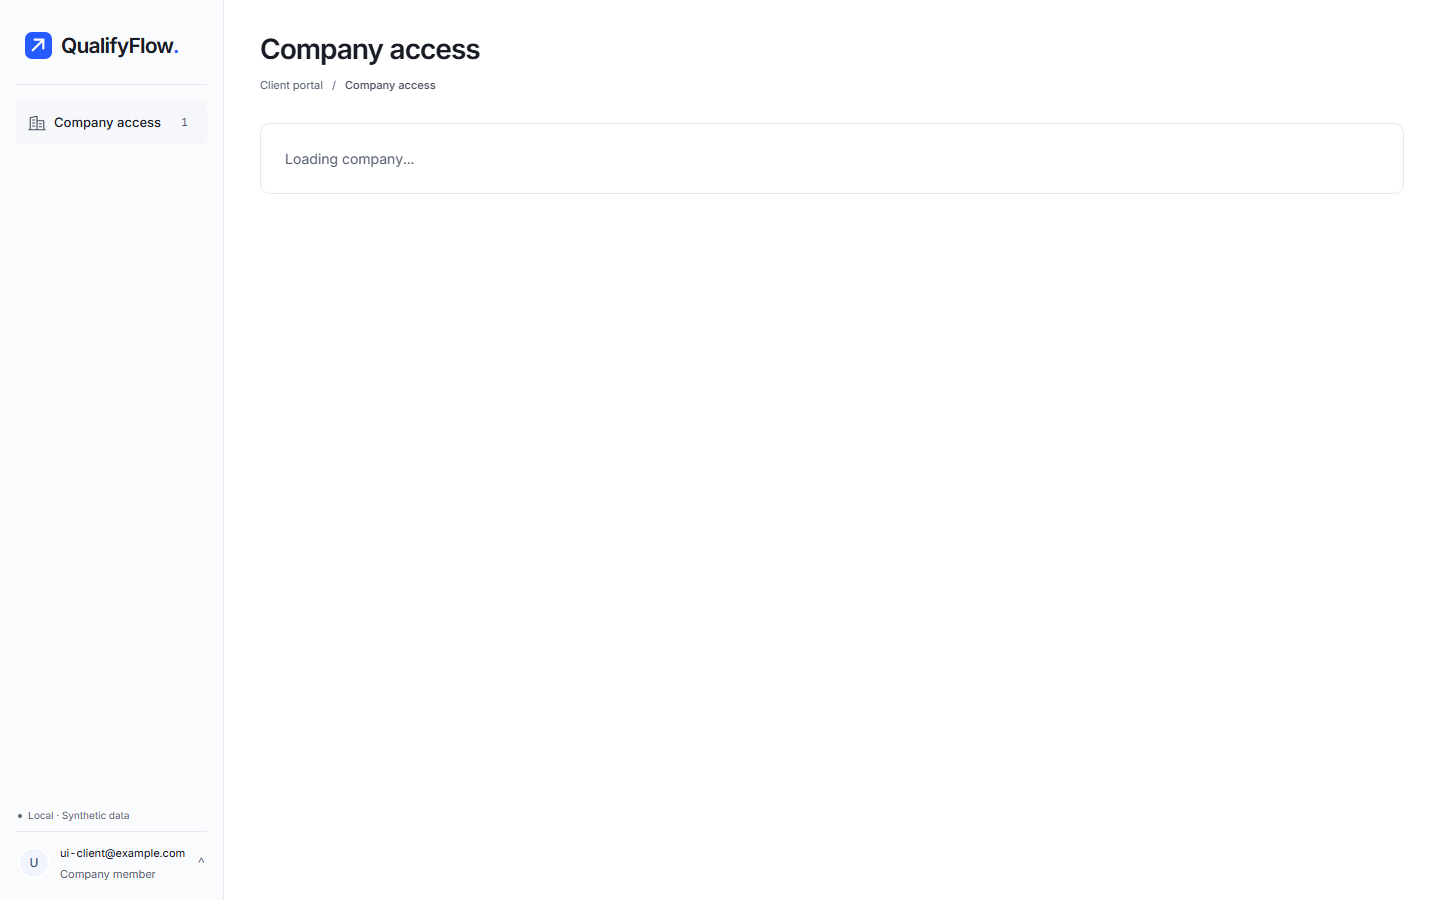 QualifyFlow.
Company access 1
Company access
Client portal / Company access
Loading company...
Local · Synthetic data
U
ui-client@example.com
Company member